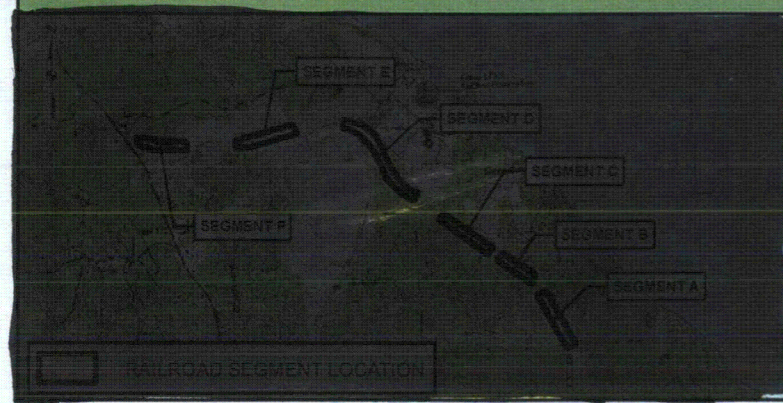 SEGMENT E
SEGMENT D
SEGMENT C
SEGMENT F
SEGMENT B
SEGMENT A
RAILROAD SEGMENT LOCATION